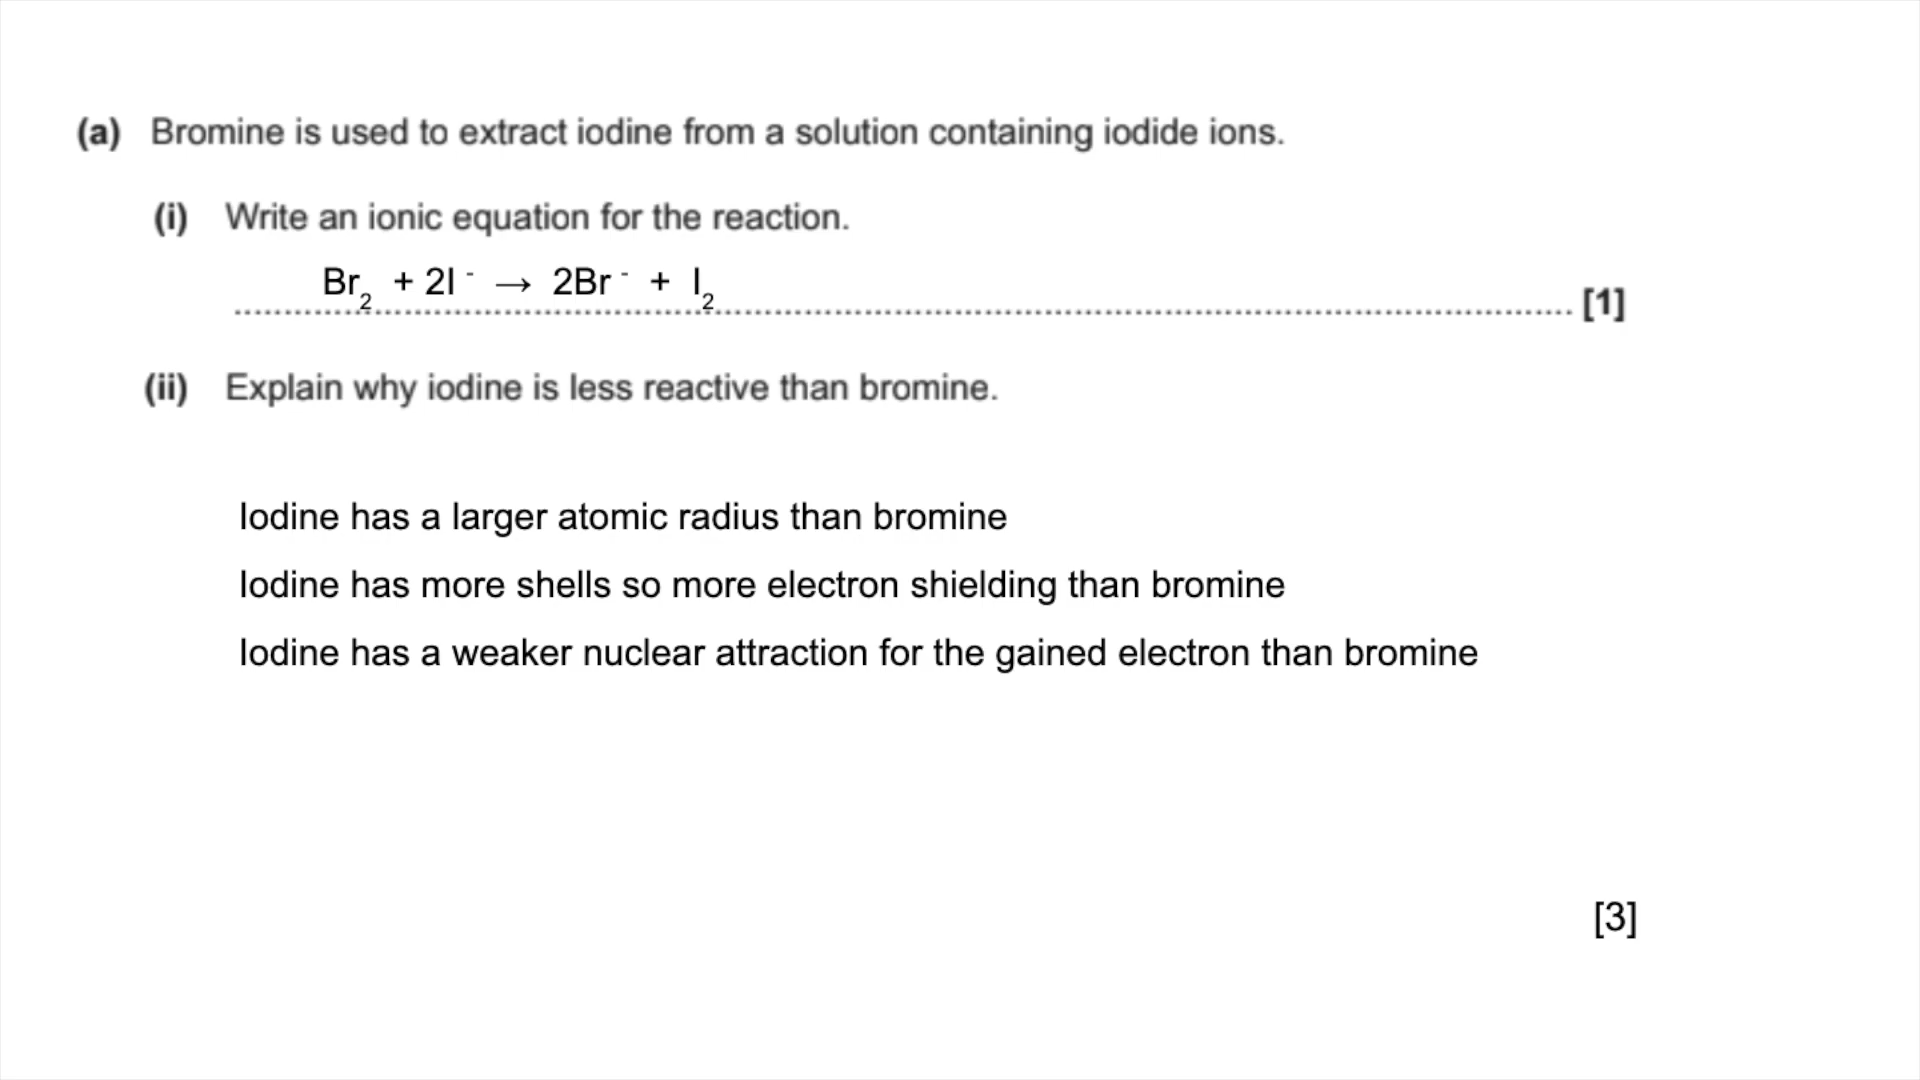 (a) Bromine is used to extract iodine from a solution containing iodide ions.
(i) Write an ionic equation for the reaction.
Br₂ + 2I⁻ → 2Br⁻ + I₂ [1]
(ii) Explain why iodine is less reactive than bromine.
Iodine has a larger atomic radius than bromine
Iodine has more shells so more electron shielding than bromine
Iodine has a weaker nuclear attraction for the gained electron than bromine
[3]